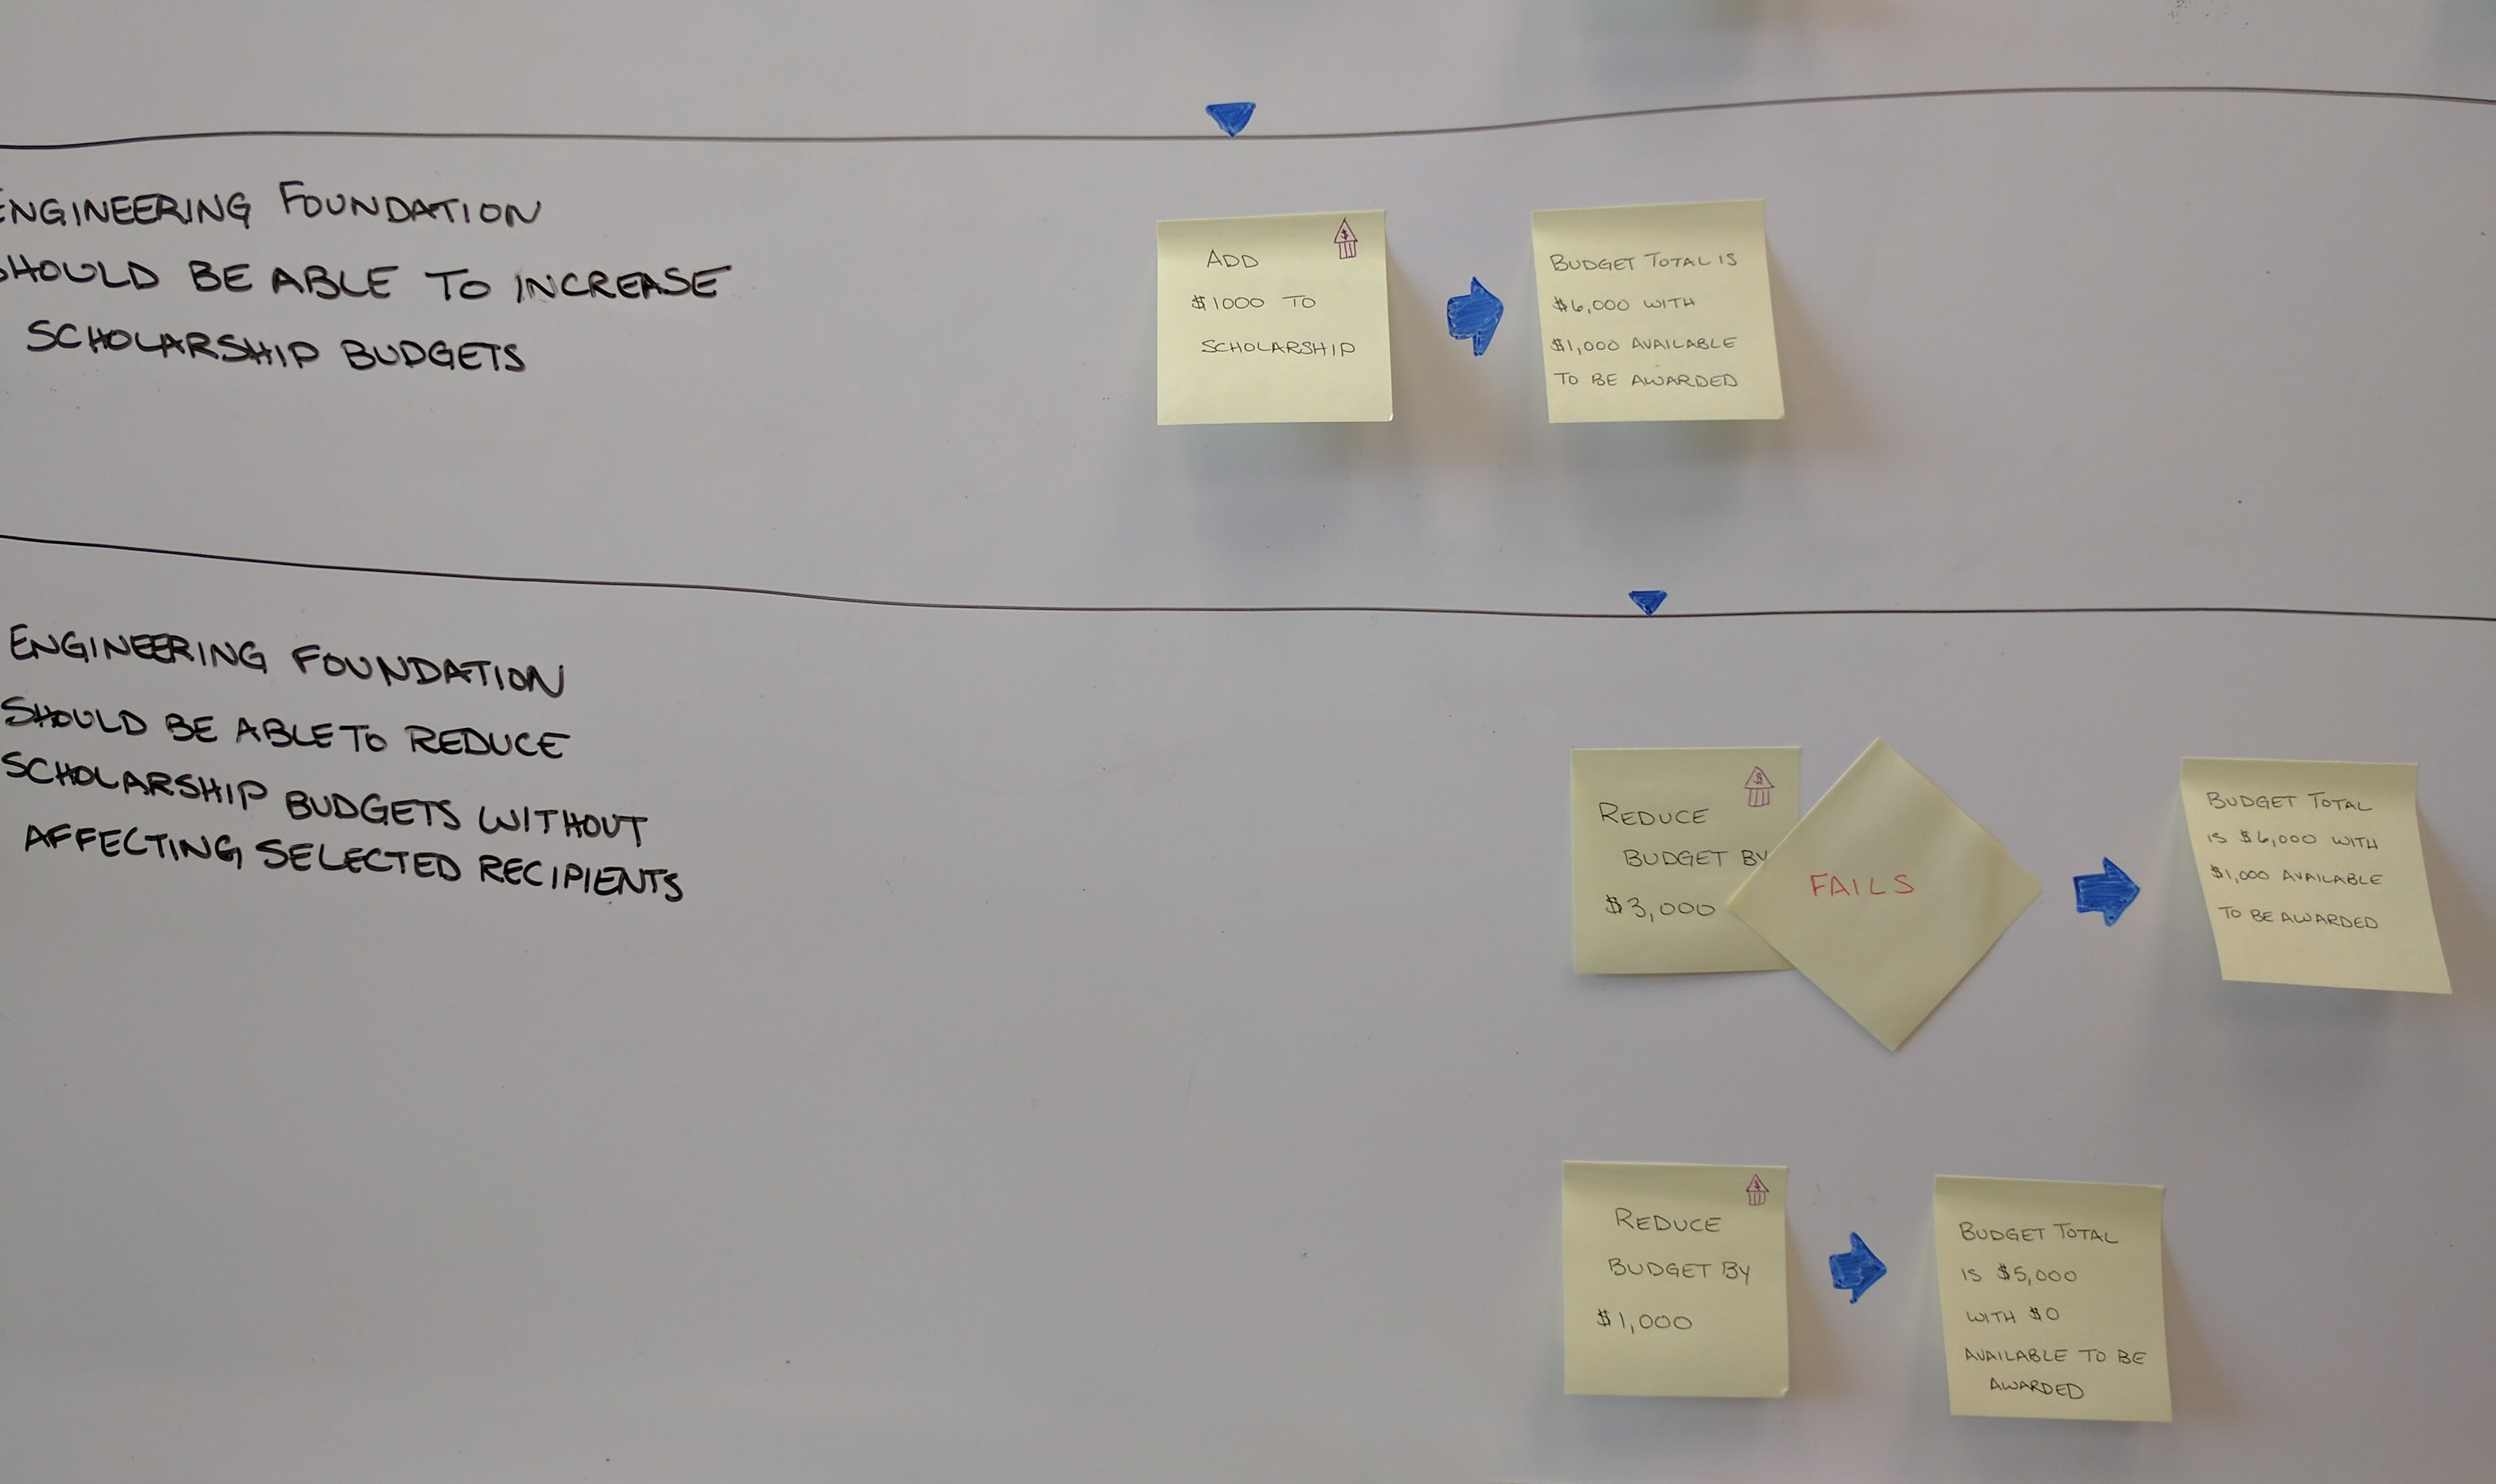 ENGINEERING FOUNDATION
SHOULD BE ABLE TO INCREASE
SCHOLARSHIP BUDGETS
ADD
$1000 TO
SCHOLARSHIP
$
BUDGET TOTAL IS
$6,000 WITH
$1,000 AVAILABLE
TO BE AWARDED
ENGINEERING FOUNDATION
SHOULD BE ABLE TO REDUCE
SCHOLARSHIP BUDGETS WITHOUT
AFFECTING SELECTED RECIPIENTS
$
REDUCE
BUDGET BY
$3,000
FAILS
BUDGET TOTAL
IS $6,000 WITH
$1,000 AVAILABLE
TO BE AWARDED
$
REDUCE
BUDGET BY
$1,000
BUDGET TOTAL
IS $5,000
WITH $0
AVAILABLE TO BE
AWARDED